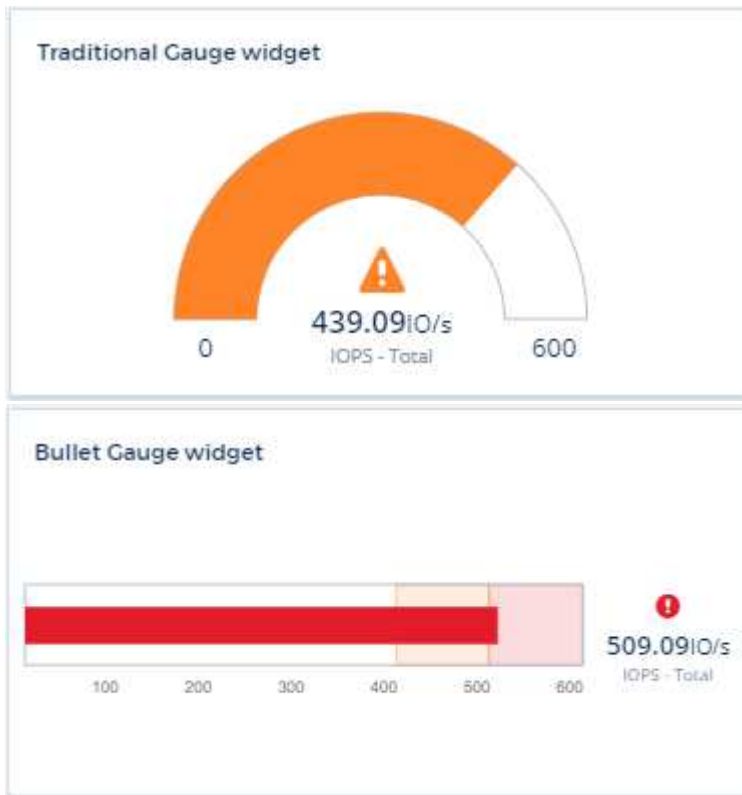 Traditional Gauge widget
439.09IO/s
0
IOPS - Total
600
Bullet Gauge widget
509.09IO/s
IOPS - Total
100 200 300 400 500 600